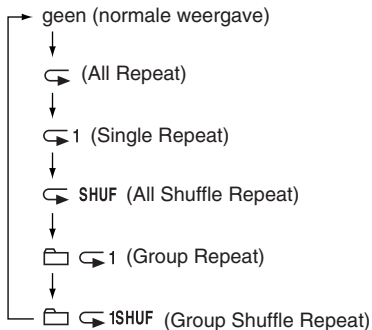 geen (normale weergave)
(All Repeat)
1 (Single Repeat)
SHUF (All Shuffle Repeat)
1 (Group Repeat)
1SHUF (Group Shuffle Repeat)